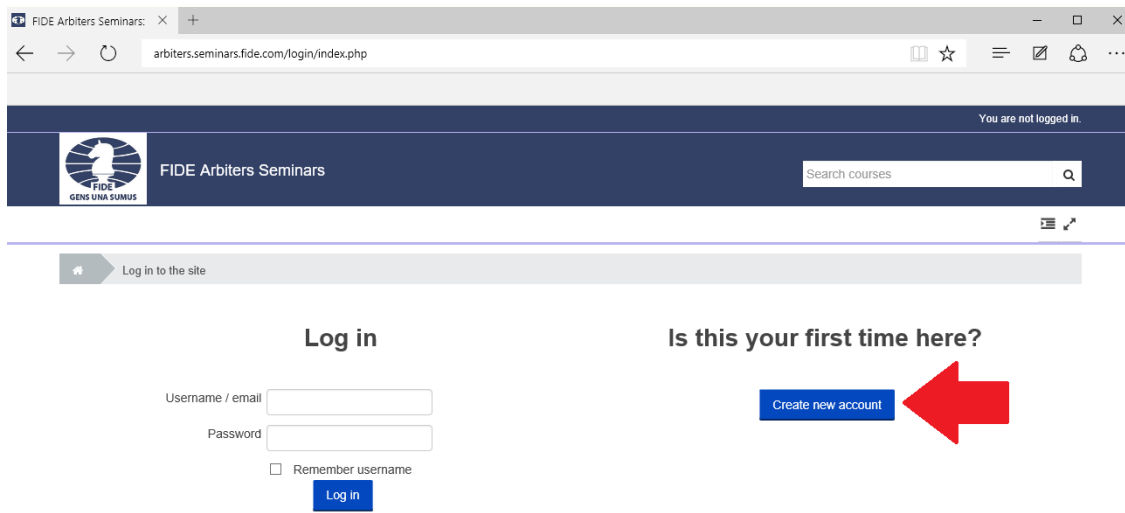 FIDE Arbiters Seminars:
arbiters.seminars.fide.com/login/index.php
You are not logged in.
FIDE
GENS UNA SUMUS
FIDE Arbiters Seminars
Search courses
Log in to the site
Log in
Is this your first time here?
Username / email
Create new account
Password
Remember username
Log in